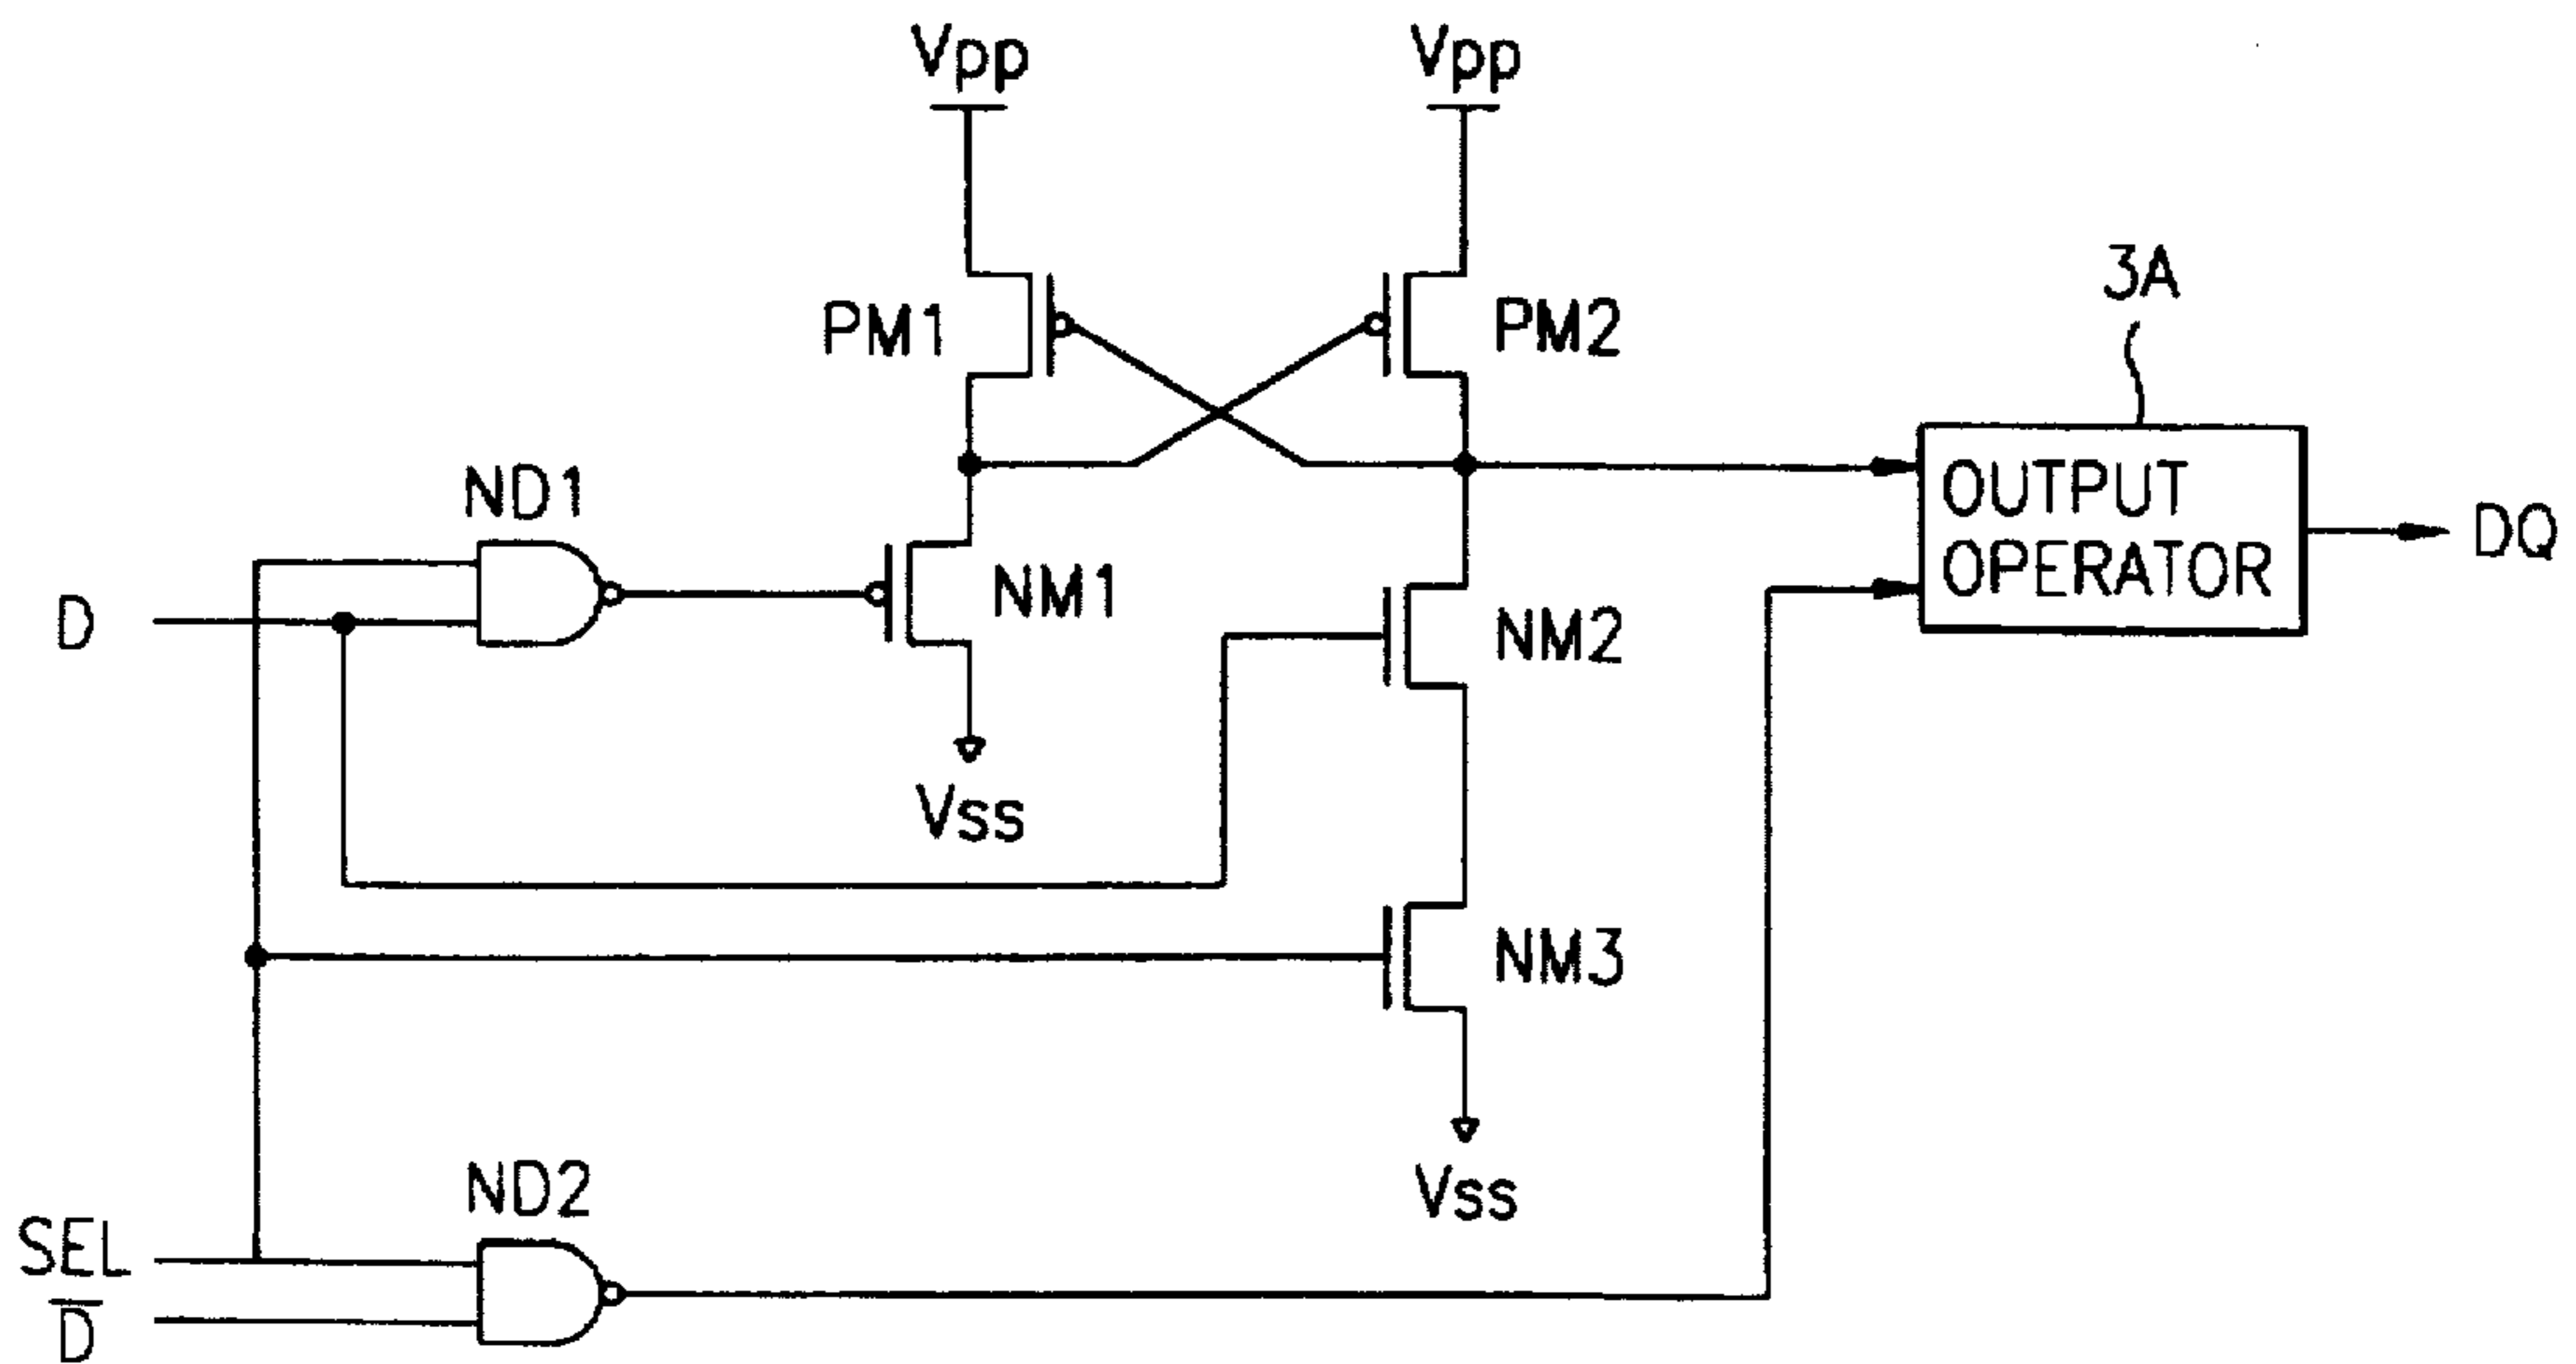 Vpp
Vpp
3A
PM1
PM2
ND1
OUTPUT
OPERATOR
DQ
D
NM1
NM2
Vss
NM3
ND2
Vss
SEL
D̅